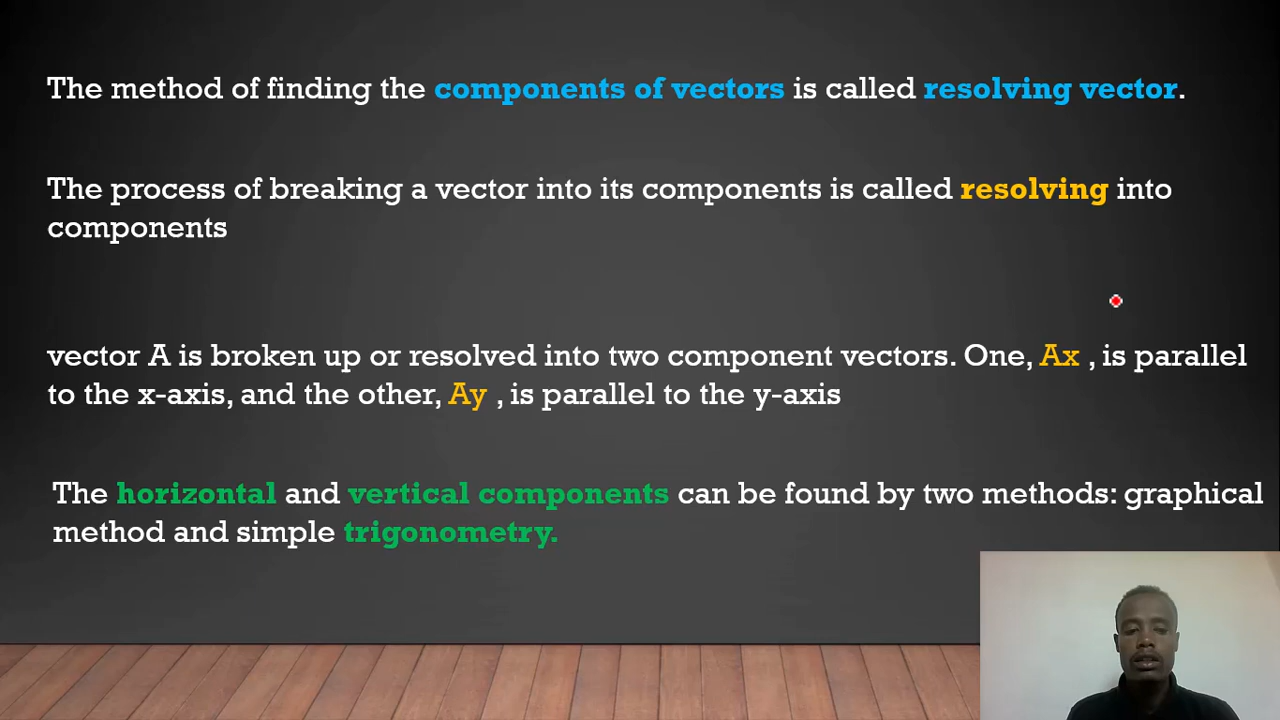 The method of finding the components of vectors is called resolving vector.
The process of breaking a vector into its components is called resolving into
components
vector A is broken up or resolved into two component vectors. One, Ax , is parallel
to the x-axis, and the other, Ay , is parallel to the y-axis
The horizontal and vertical components can be found by two methods: graphical
method and simple trigonometry.